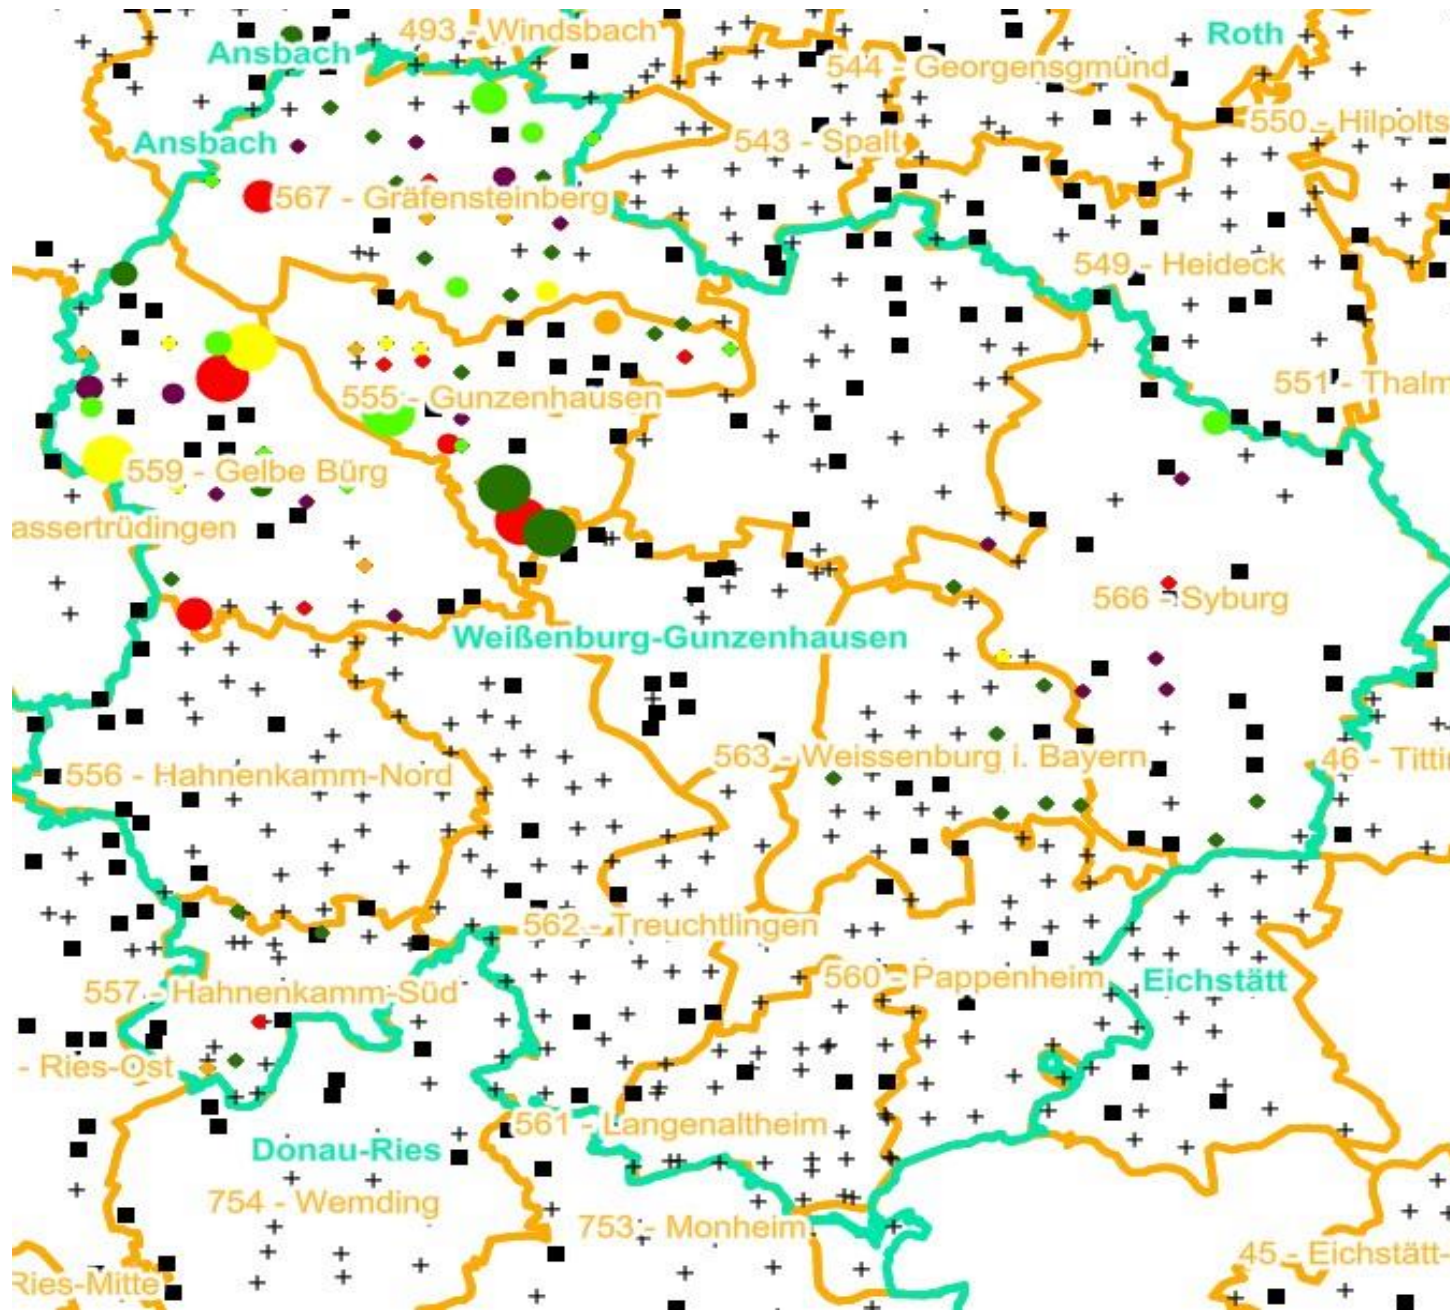 493 - Windsbach
Roth
Ansbach
544 - Georgensgmünd
550 - Hilpolts
Ansbach
543 - Spalt
567 - Gräfensteinberg
549 - Heideck
551 - Thalm
555 - Gunzenhausen
559 - Gelbe Bürg
assertrüdingen
566 - Syburg
Weißenburg-Gunzenhausen
563 - Weissenburg i. Bayern
46 - Titti
556 - Hahnenkamm-Nord
562 - Treuchtlingen
560 - Pappenheim
Eichstätt
557 - Hahnenkamm-Süd
- Ries-Ost
561 - Langenaltheim
Donau-Ries
754 - Wemding
753 - Monheim
45 - Eichstätt-
Ries-Mitte